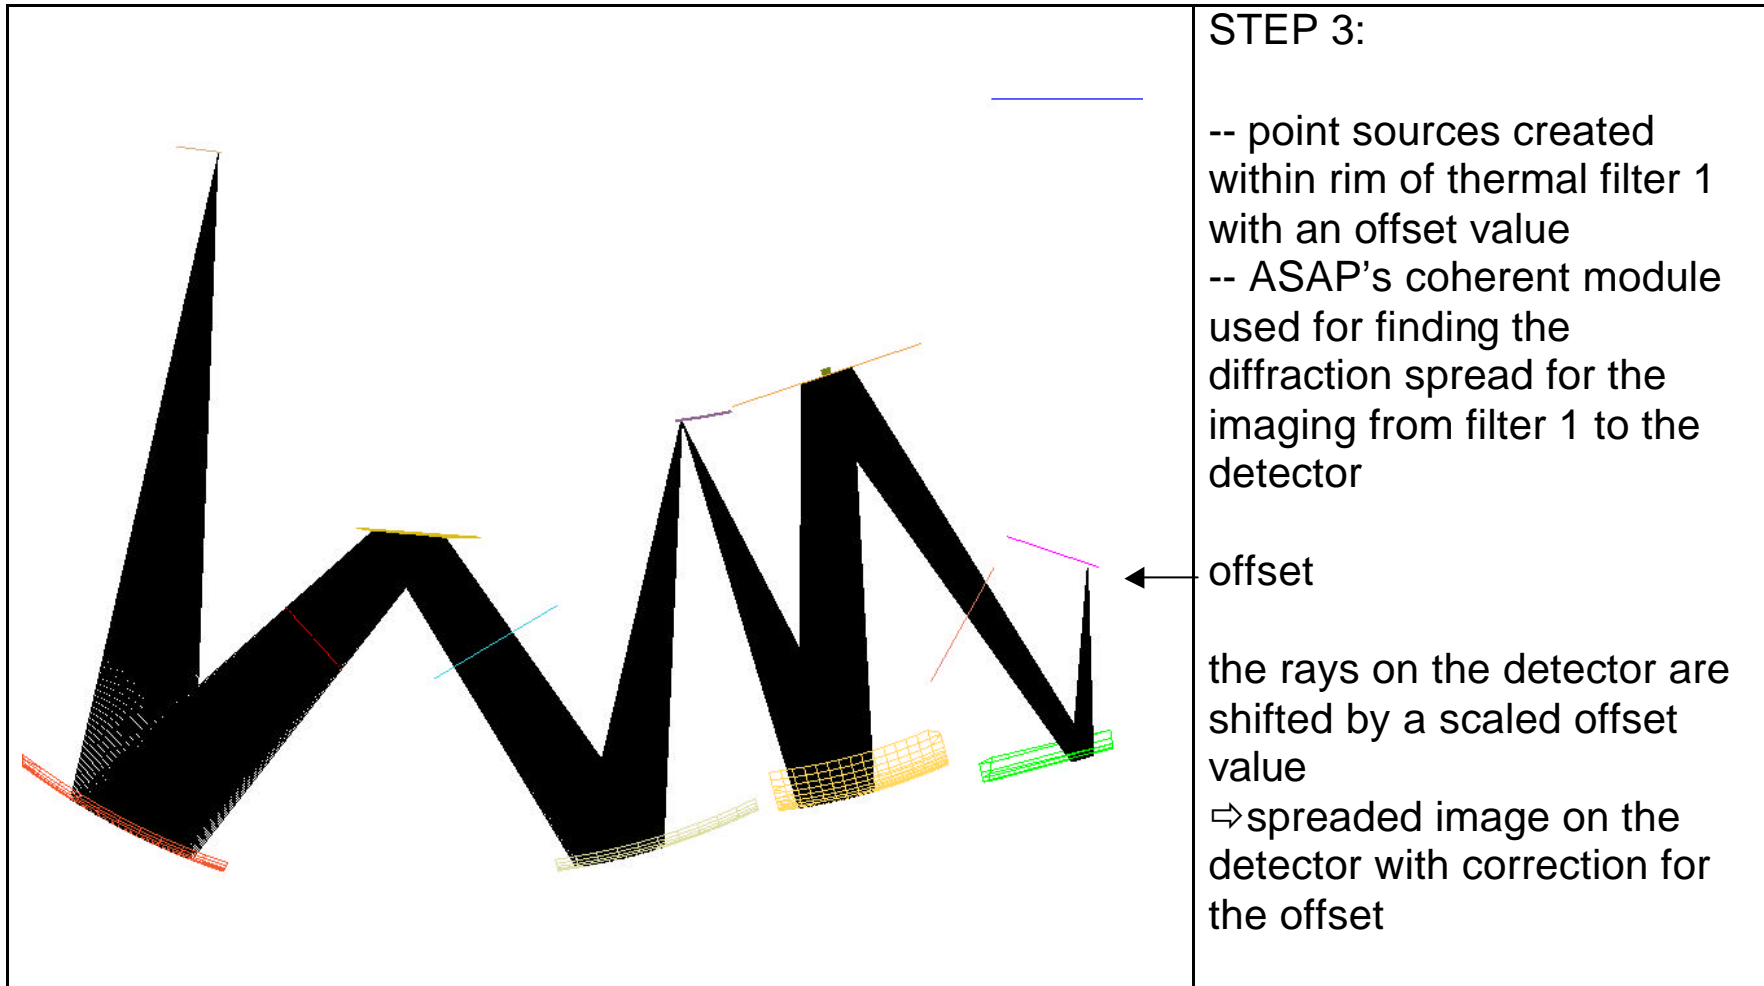 STEP 3:
-- point sources created
within rim of thermal filter 1
with an offset value
-- ASAP’s coherent module
used for finding the
diffraction spread for the
imaging from filter 1 to the
detector
offset
the rays on the detector are
shifted by a scaled offset
value
⇨spreaded image on the
detector with correction for
the offset